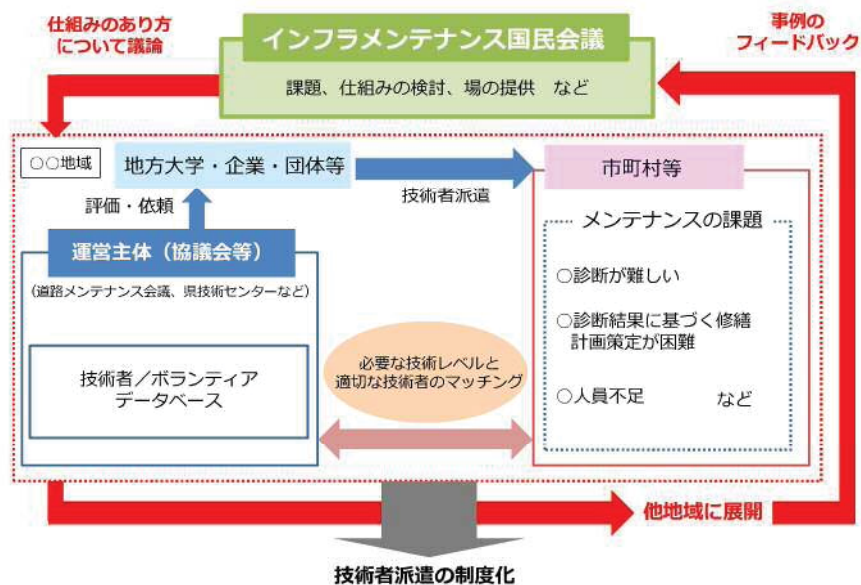 仕組みのあり方
について議論
インフラメンテナンス国民会議
課題、仕組みの検討、場の提供 など
事例の
フィードバック
○○地域
地方大学・企業・団体等
技術者派遣
市町村等
評価・依頼
運営主体（協議会等）
(道路メンテナンス会議、県技術センターなど)
技術者／ボランティア
データベース
必要な技術レベルと
適切な技術者のマッチング
メンテナンスの課題
○診断が難しい
○診断結果に基づく修繕
計画策定が困難
○人員不足 など
他地域に展開
技術者派遣の制度化